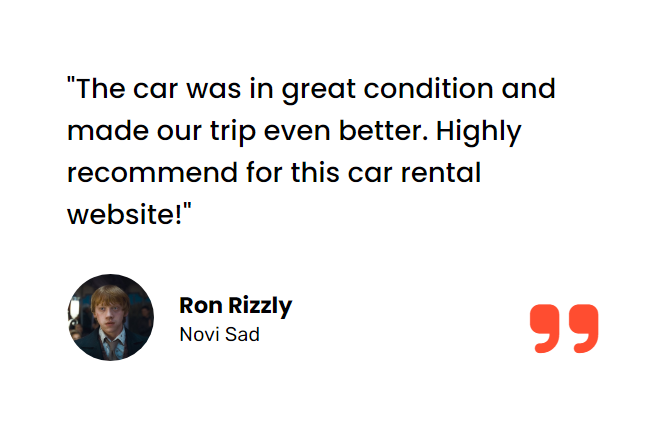 "The car was in great condition and
made our trip even better. Highly
recommend for this car rental
website!"
Ron Rizzly
Novi Sad